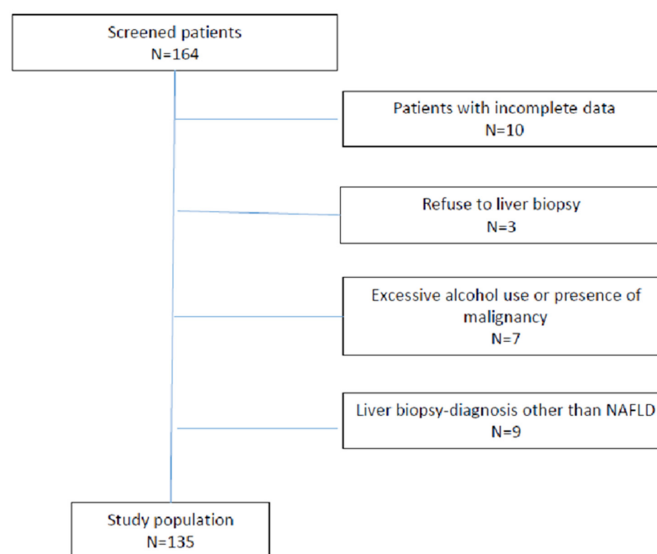 Screened patients
N=164
Patients with incomplete data
N=10
Refuse to liver biopsy
N=3
Excessive alcohol use or presence of
malignancy
N=7
Liver biopsy-diagnosis other than NAFLD
N=9
Study population
N=135